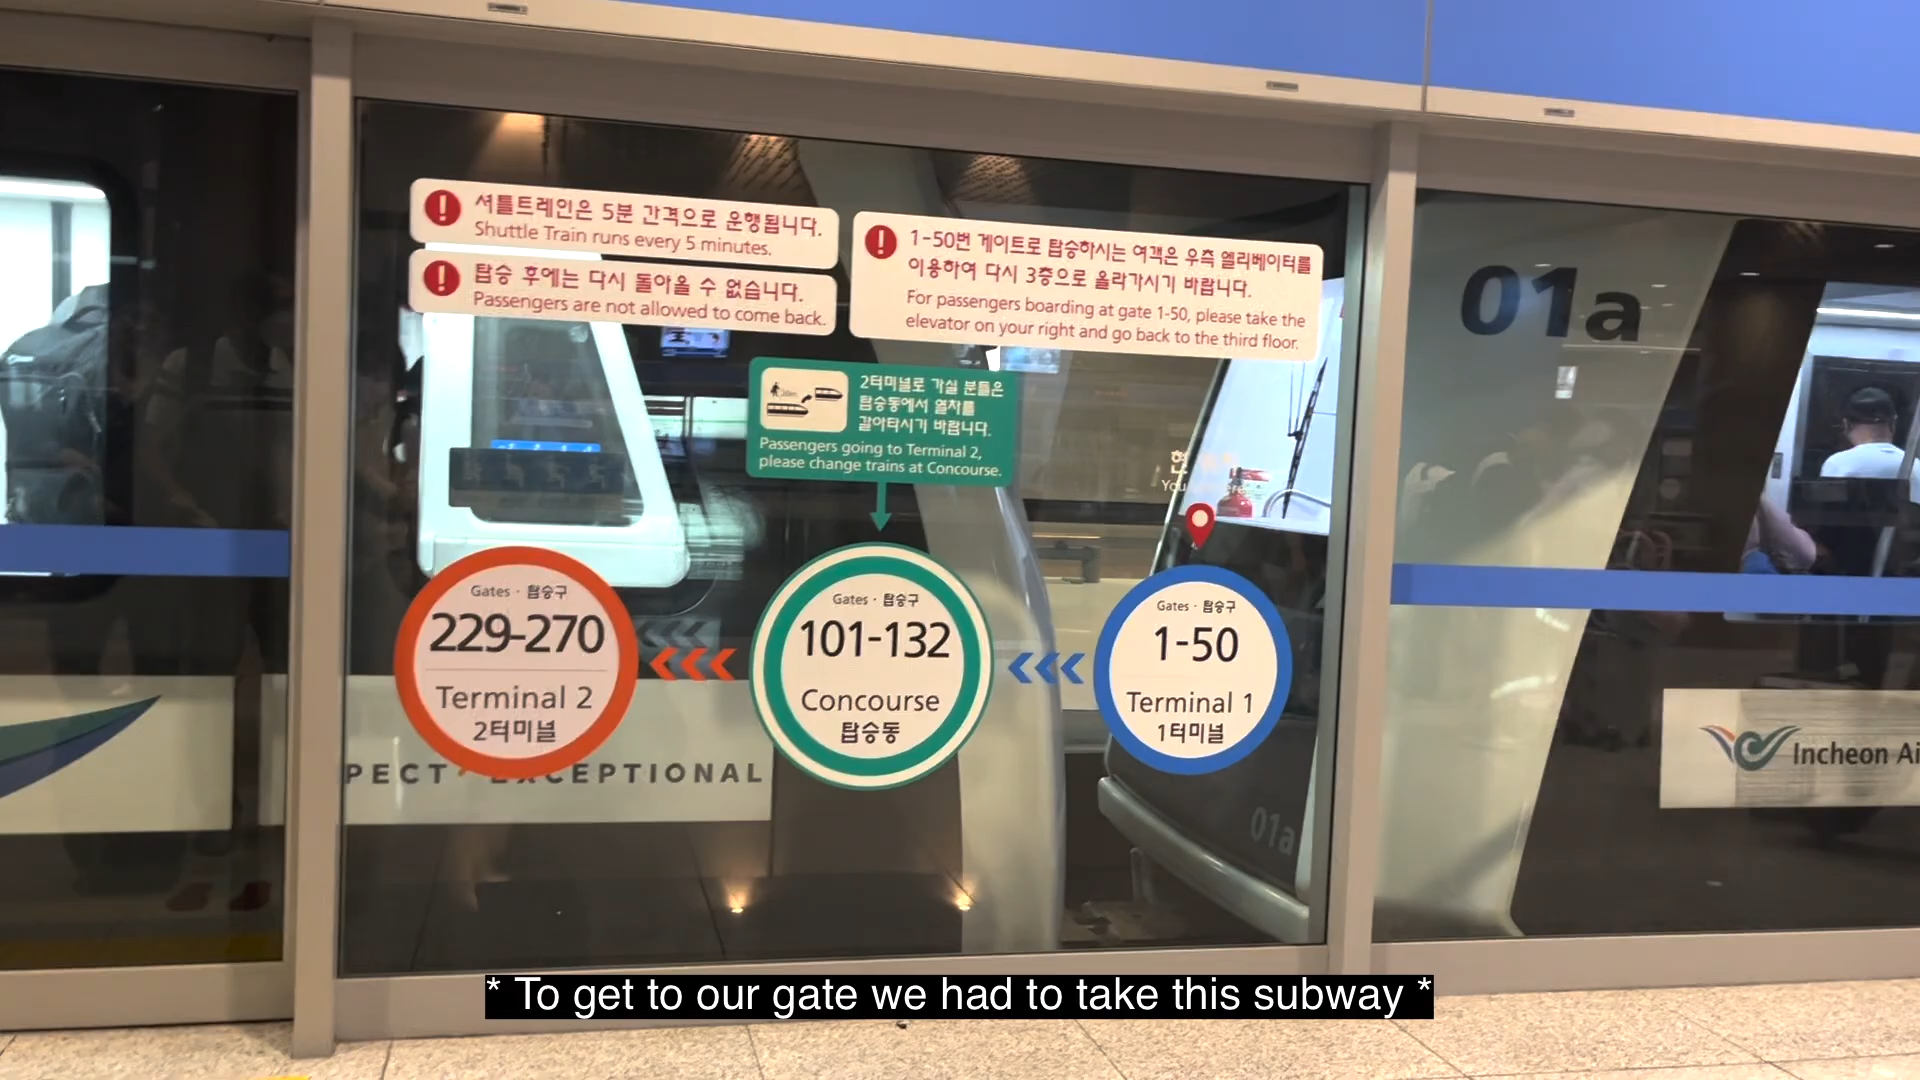 셔틀트레인은 5분 간격으로 운행됩니다.
Shuttle Train runs every 5 minutes.
탑승 후에는 다시 돌아올 수 없습니다.
Passengers are not allowed to come back.
1-50번 게이트로 탑승하시는 여객은 우측 엘리베이터를
이용하여 다시 3층으로 올라가시기 바랍니다.
For passengers boarding at gate 1-50, please take the
elevator on your right and go back to the third floor.
01a
2터미널로 가실 분들은
탑승동에서 열차를
갈아타시기 바랍니다.
Passengers going to Terminal 2,
please change trains at Concourse.
Gates · 탑승구
229-270
Terminal 2
2터미널
Gates · 탑승구
101-132
Concourse
탑승동
Gates · 탑승구
1-50
Terminal 1
1터미널
EXCEPTIONAL
01a
Incheon
* To get to our gate we had to take this subway *